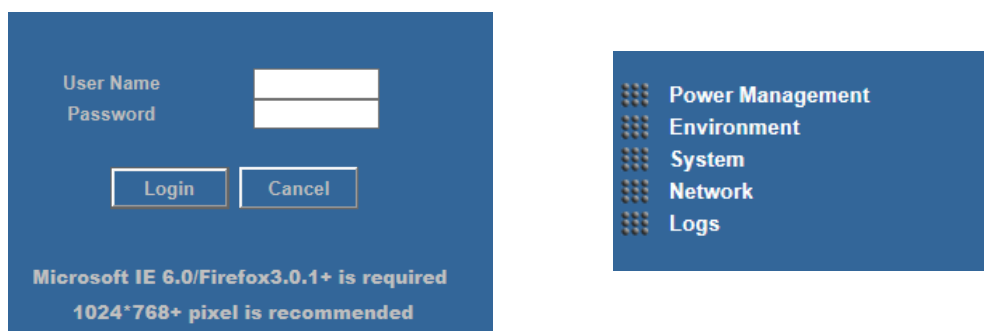 User Name
Password
Login
Cancel
Microsoft IE 6.0/Firefox3.0.1+ is required
1024*768+ pixel is recommended
Power Management
Environment
System
Network
Logs